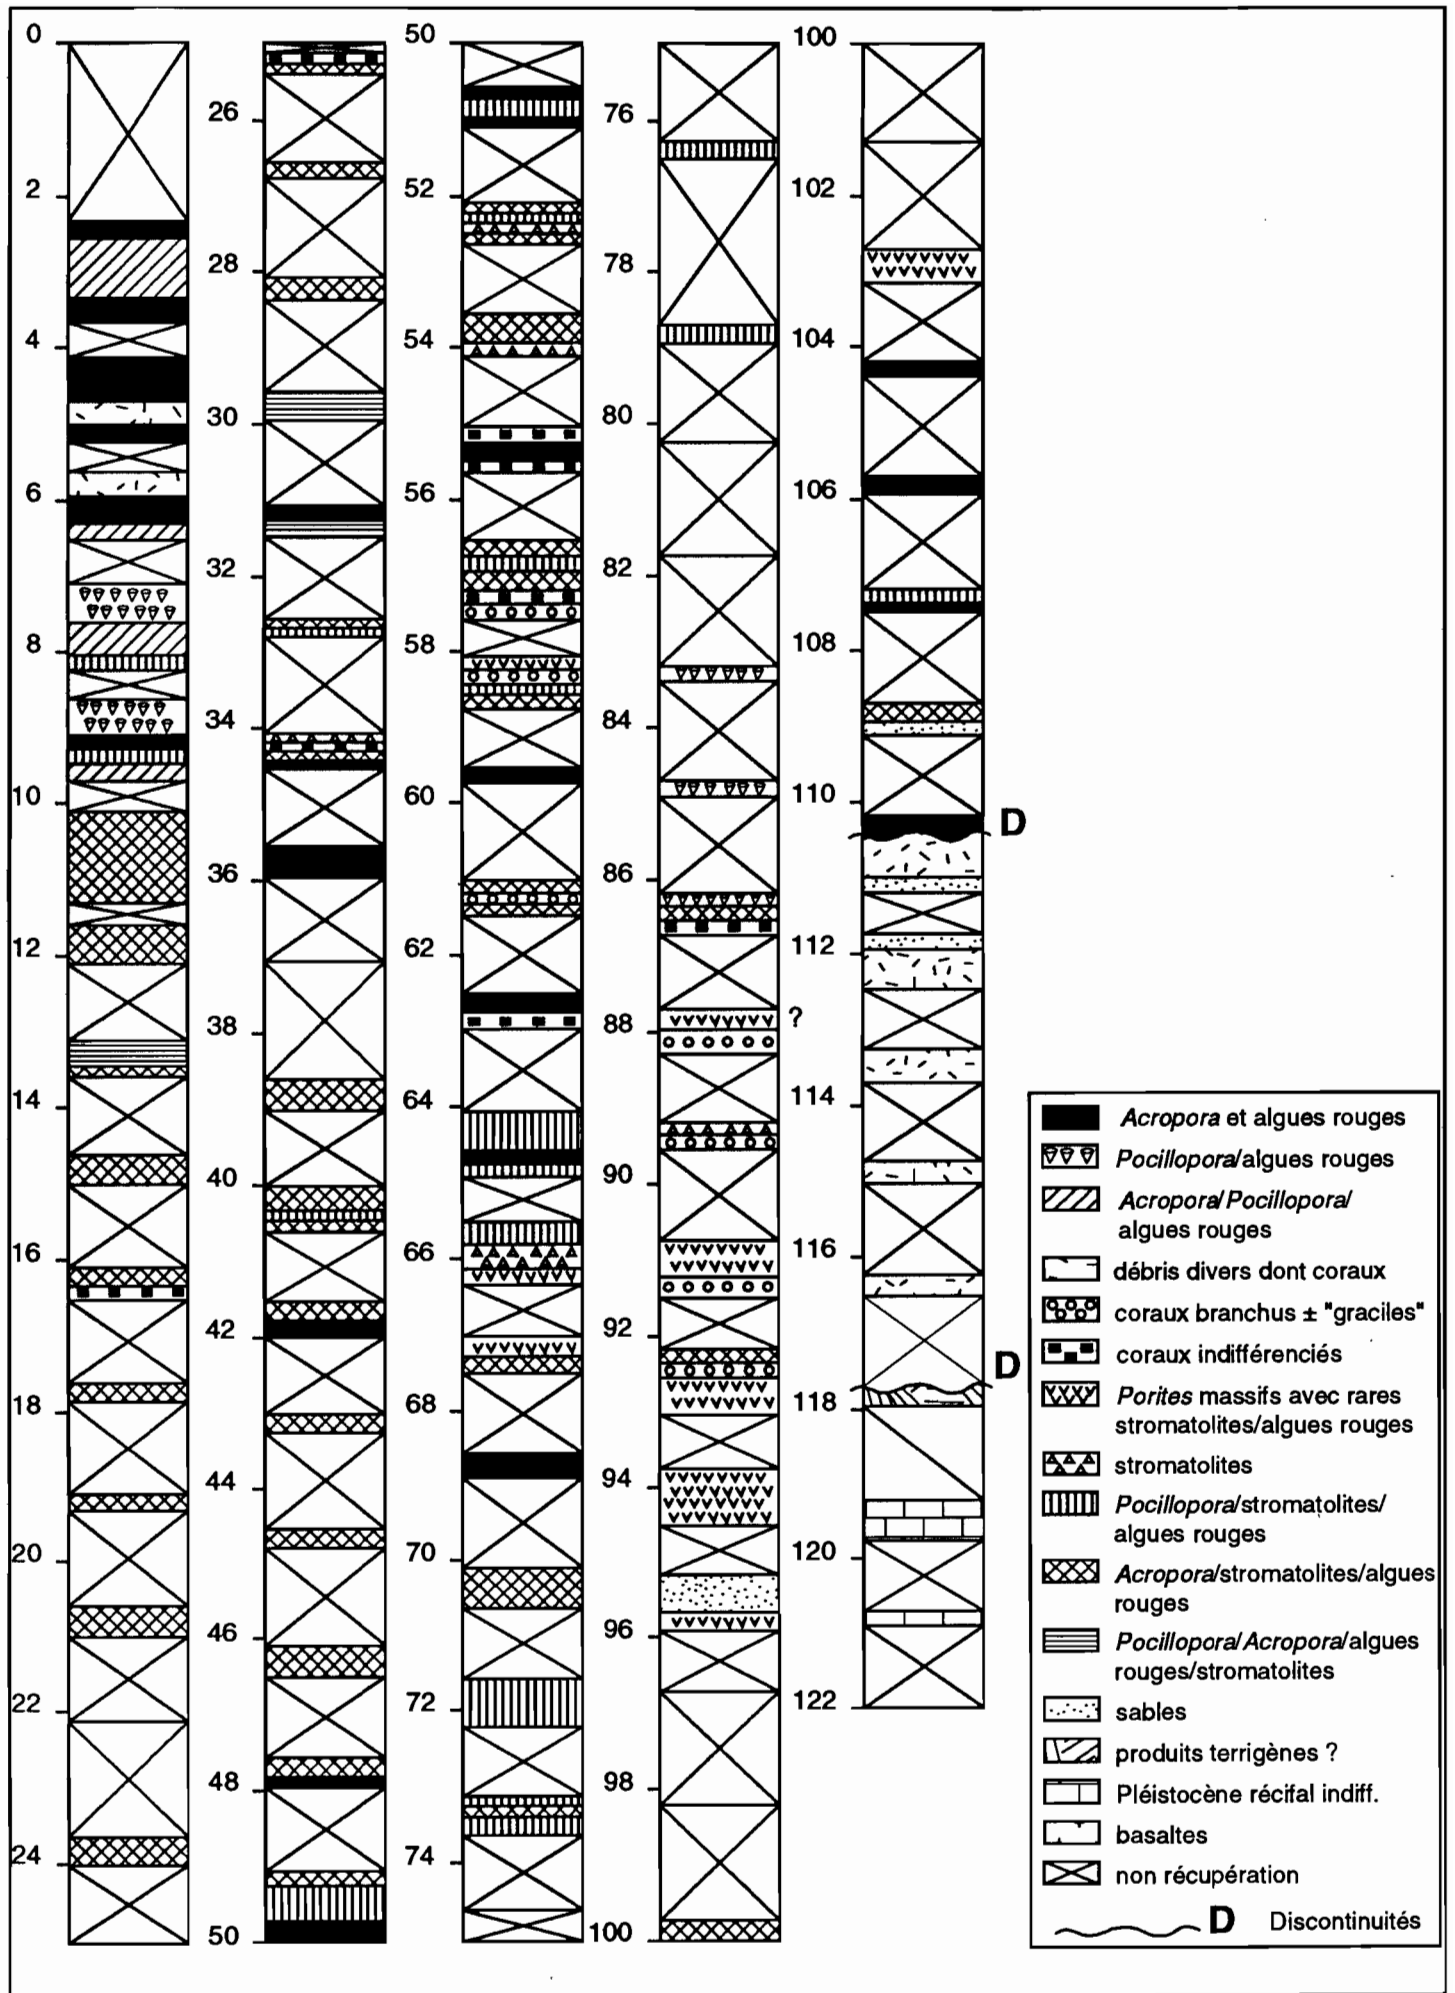 0
2
4
6
8
10
12
14
16
18
20
22
24
26
28
30
32
34
36
38
40
42
44
46
48
50
50
52
54
56
58
60
62
64
66
68
70
72
74
76
78
80
82
84
86
88
?
90
92
94
96
98
100
100
102
104
106
108
110
D
112
114
116
D
118
120
122
Acropora et algues rouges
Pocillopora/algues rouges
Acropora/Pocillopora/
algues rouges
débris divers dont coraux
coraux branchus ± "graciles"
coraux indifférenciés
Porites massifs avec rares
stromatolites/algues rouges
stromatolites
Pocillopora/stromatolites/
algues rouges
Acropora/stromatolites/algues
rouges
Pocillopora/Acropora/algues
rouges/stromatolites
sables
produits terrigènes ?
Pléistocène récifal indiff.
basaltes
non récupération
D Discontinuités